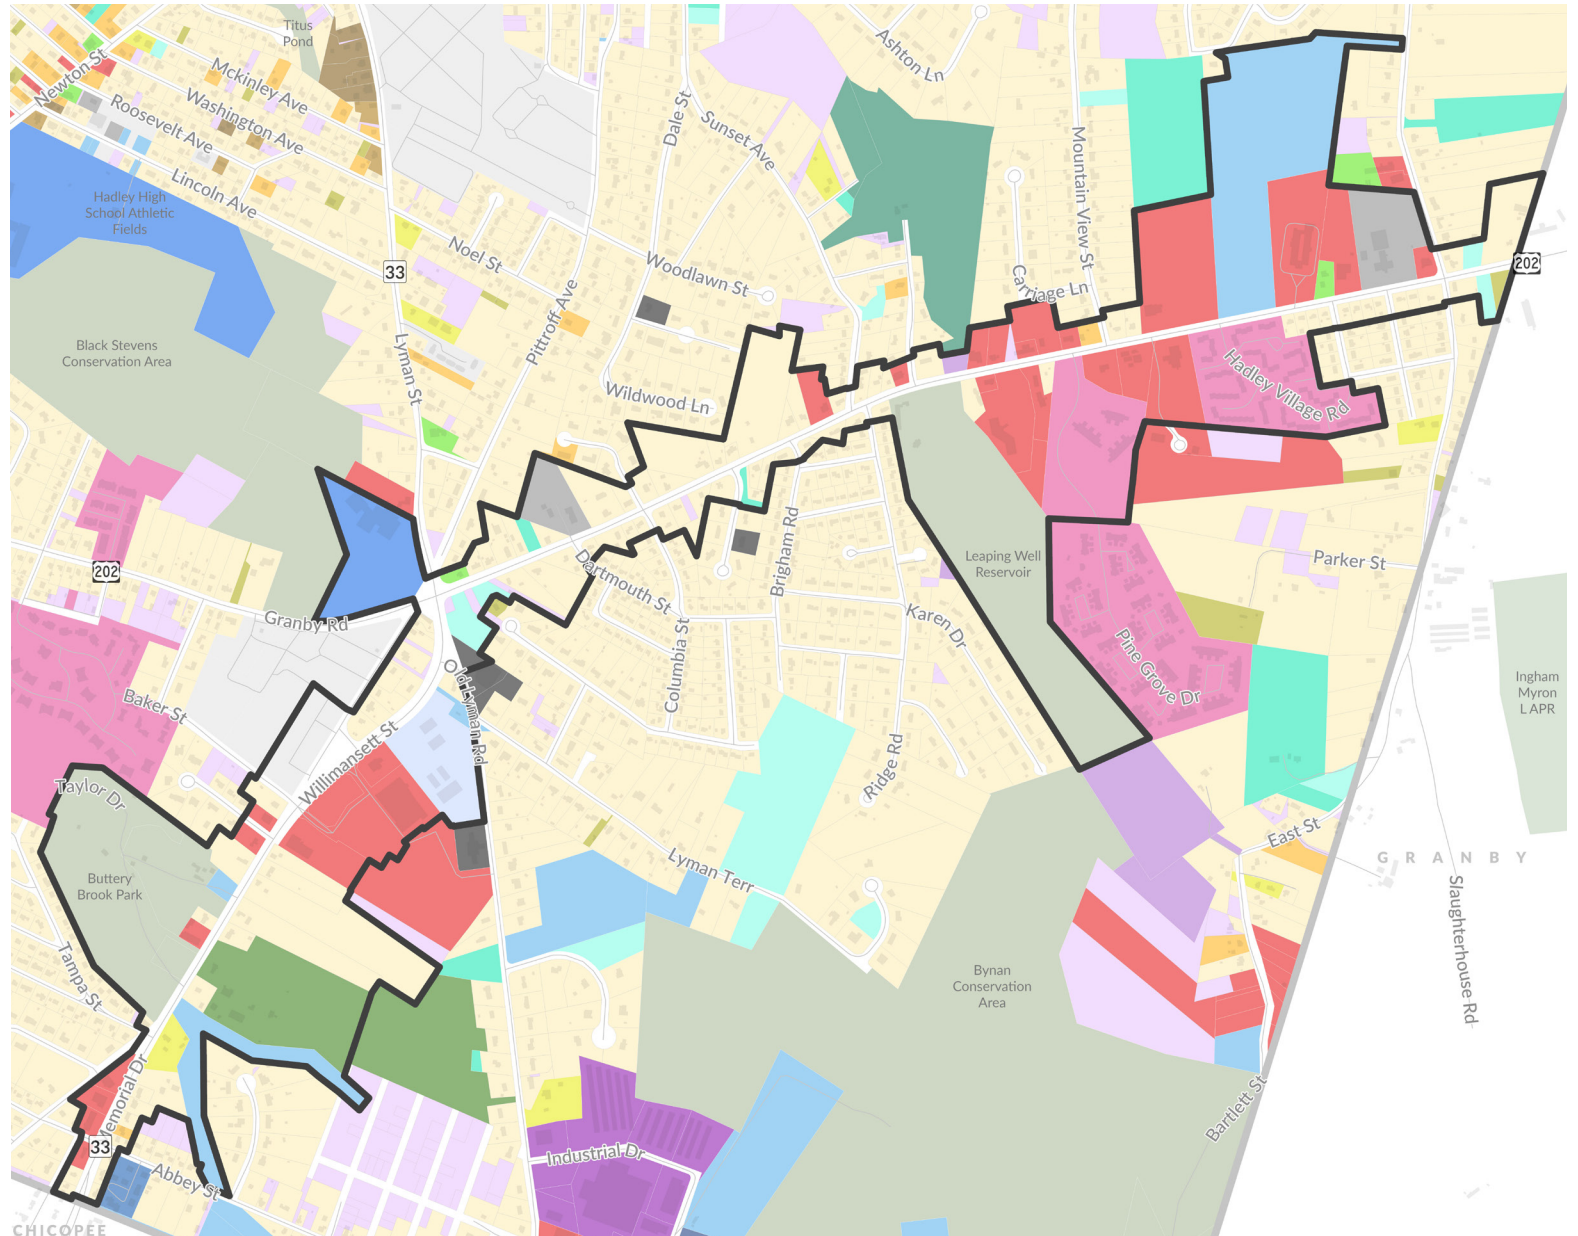 Titus
Pond
Ashton Ln
Newton St
Mckinley Ave
Washington Ave
Roosevelt Ave
Lincoln Ave
Dale St
Sunset Ave
Mountain View St
Hadley High
School Athletic
Fields
Noel St
33
Woodlawn St
Carriage Ln
202
Pittroff Ave
Lyman St
Black Stevens
Conservation Area
Wildwood Ln
Hadley Village Rd
Brigham Rd
Leaping Well
Reservoir
Parker St
202
Dartmouth St
Granby Rd
Karen Dr
Columbia St
Pine Grove Dr
Old Lyman Rd
Ingham
Myron
L APR
Baker St
Willimansett St
Ridge Rd
Taylor Dr
East St
GRANBY
Lyman Terr
Buttery
Brook Park
Slaughterhouse Rd
Tampa St
Bynan
Conservation
Area
Memorial Dr
Bartlett St
33
Industrial Dr
Abbey St
CHICOPEE